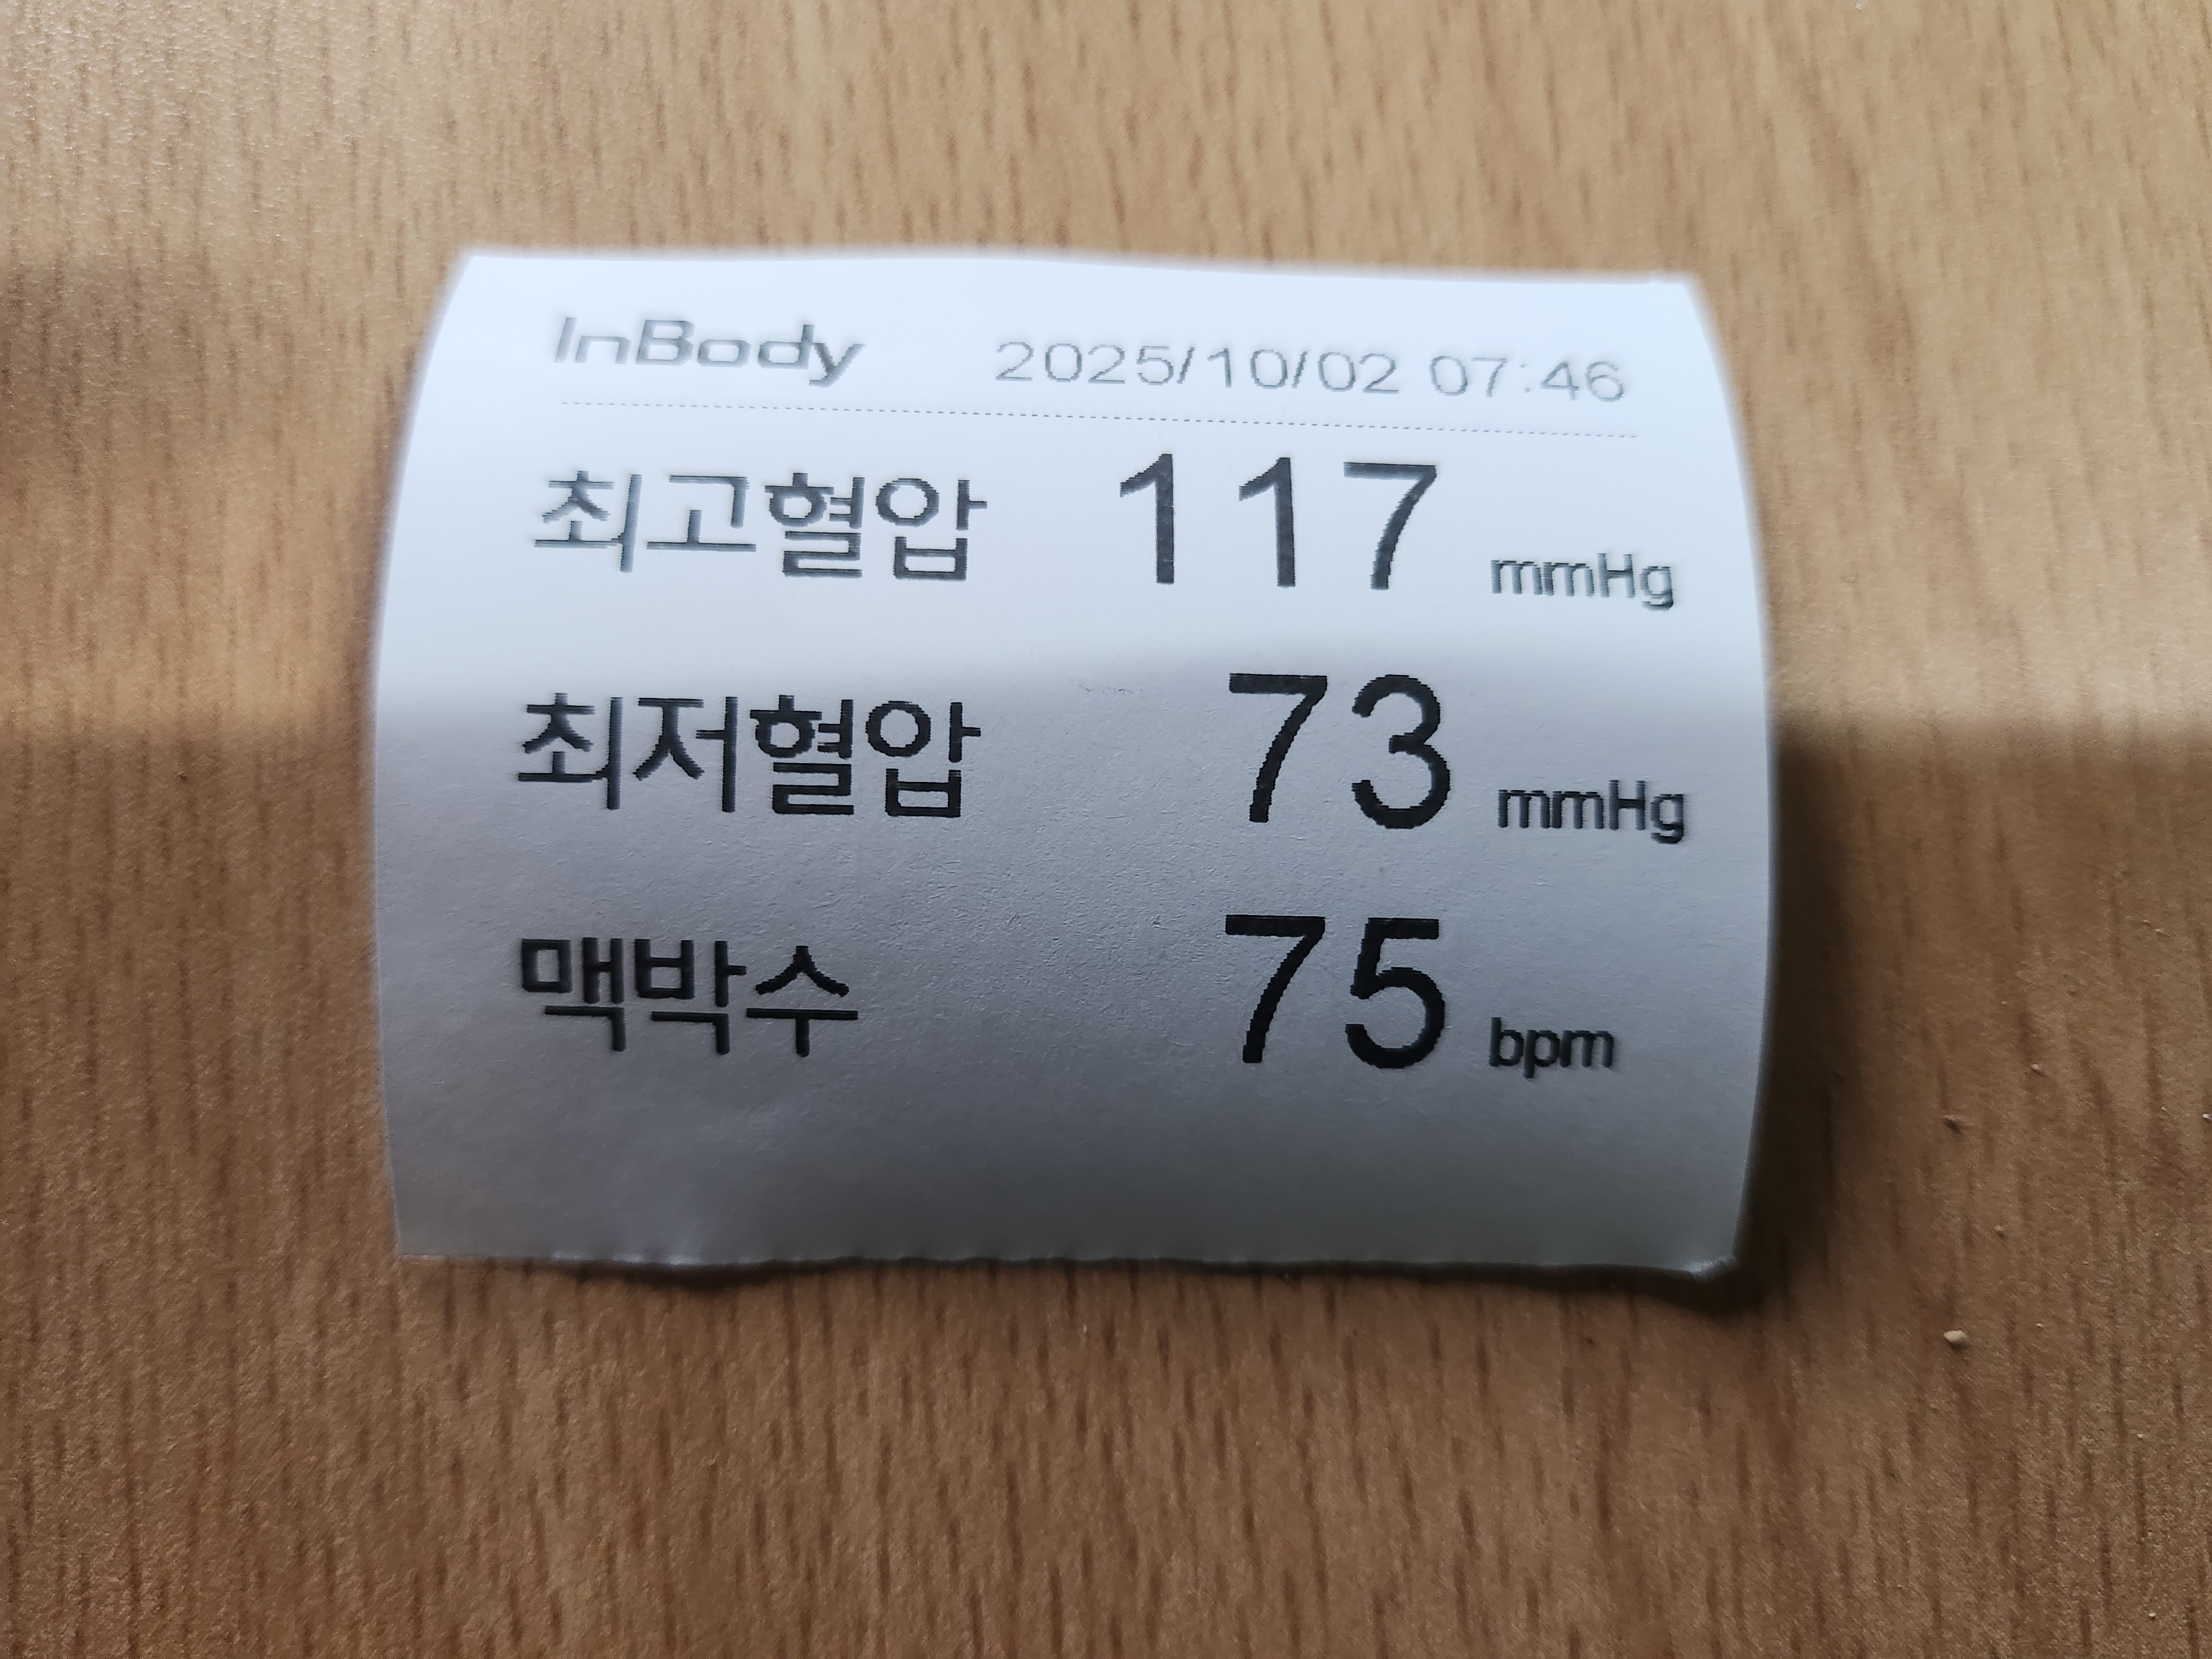 InBody 2025/10/02 07:46
최고혈압 117 mmHg
최저혈압 73 mmHg
맥박수 75 bpm